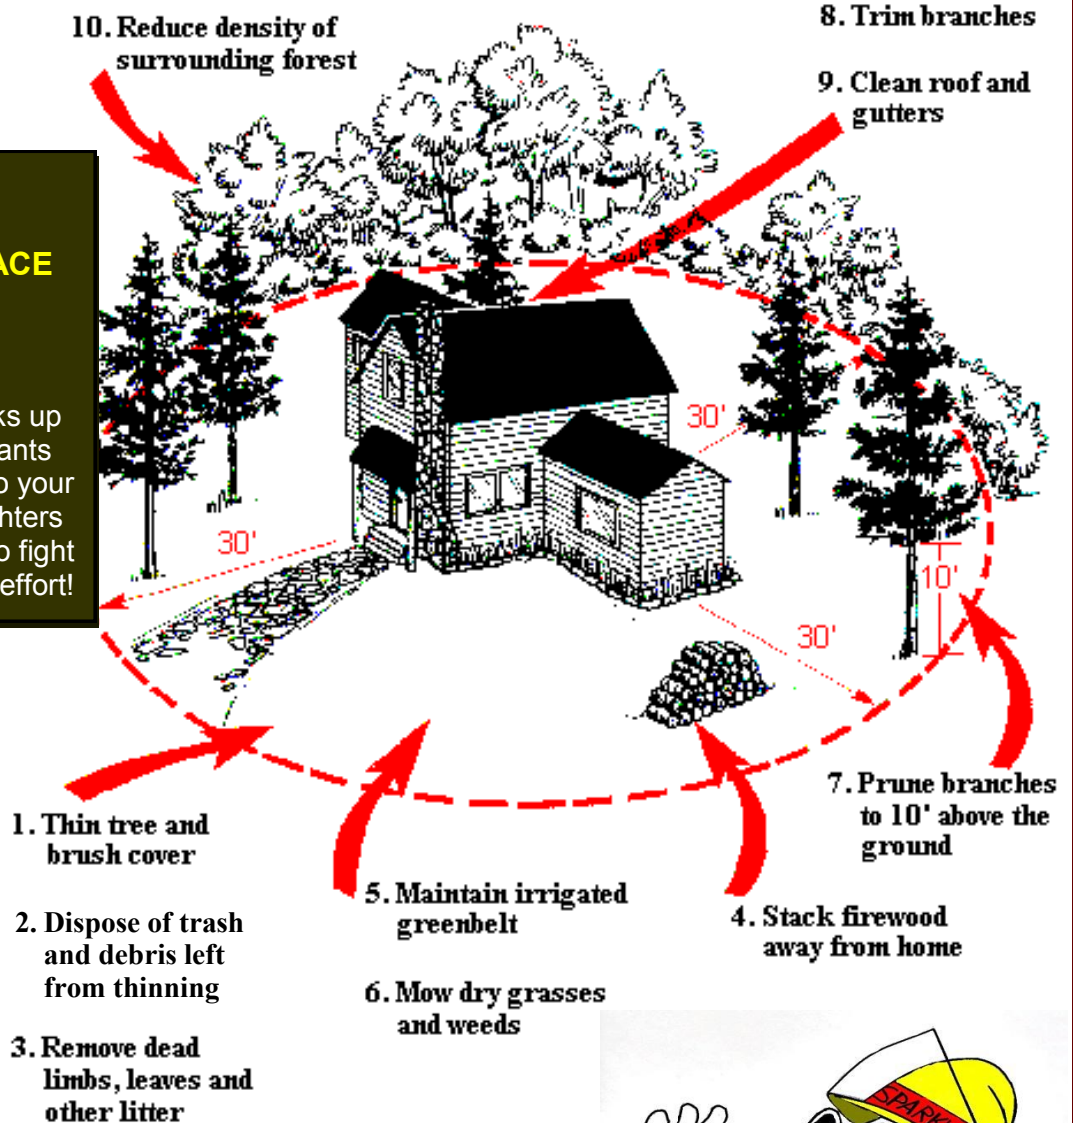 10. Reduce density of
surrounding forest
8. Trim branches
9. Clean roof and
gutters
30'
30'
30'
10'
1. Thin tree and
brush cover
2. Dispose of trash
and debris left
from thinning
3. Remove dead
limbs, leaves and
other litter
5. Maintain irrigated
greenbelt
6. Mow dry grasses
and weeds
4. Stack firewood
away from home
7. Prune branches
to 10' above the
ground
ACE
ks up
ants
o your
hters
o fight
effort!
SPARK